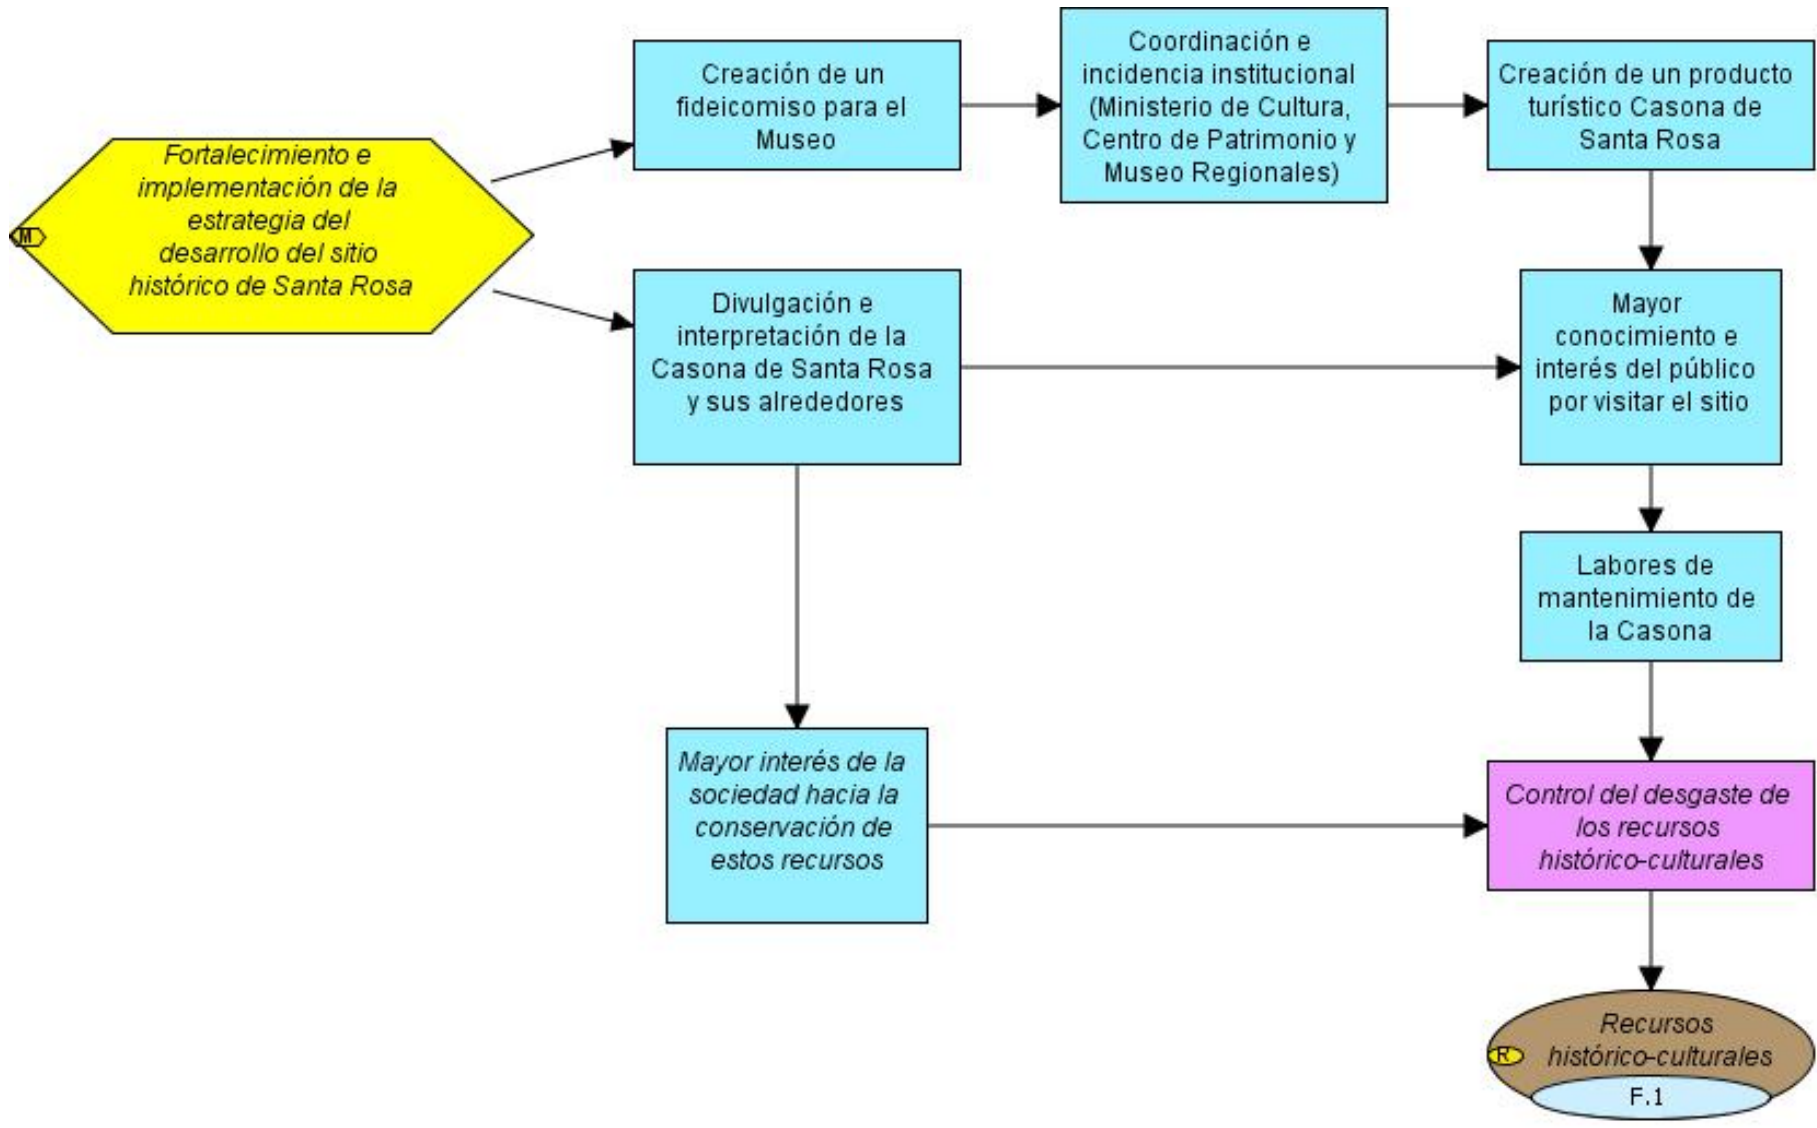 Fortalecimiento e
implementación de la
estrategia del
desarrollo del sitio
histórico de Santa Rosa
M
Creación de un
fideicomiso para el
Museo
Coordinación e
incidencia institucional
(Ministerio de Cultura,
Centro de Patrimonio y
Museo Regionales)
Creación de un producto
turístico Casona de
Santa Rosa
Divulgación e
interpretación de la
Casona de Santa Rosa
y sus alrededores
Mayor
conocimiento e
interés del público
por visitar el sitio
Labores de
mantenimiento de
la Casona
Mayor interés de la
sociedad hacia la
conservación de
estos recursos
Control del desgaste de
los recursos
histórico-culturales
Recursos
histórico-culturales
R
F.1